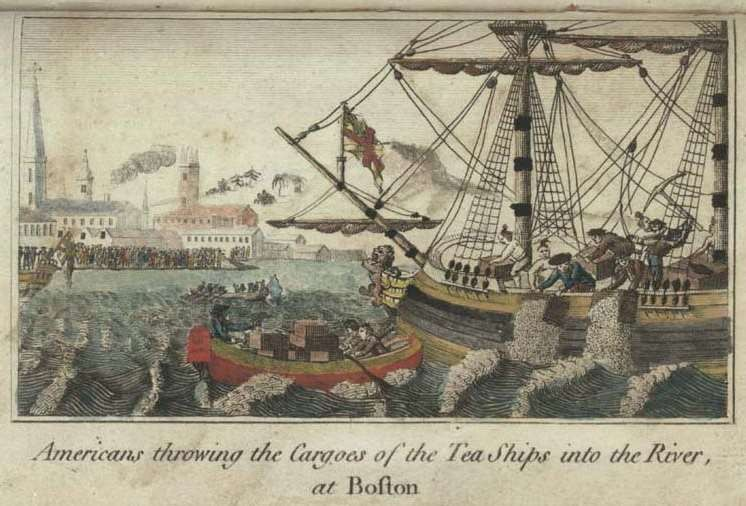 Americans throwing the Cargoes of the Tea Ships into the River,
at Boſton